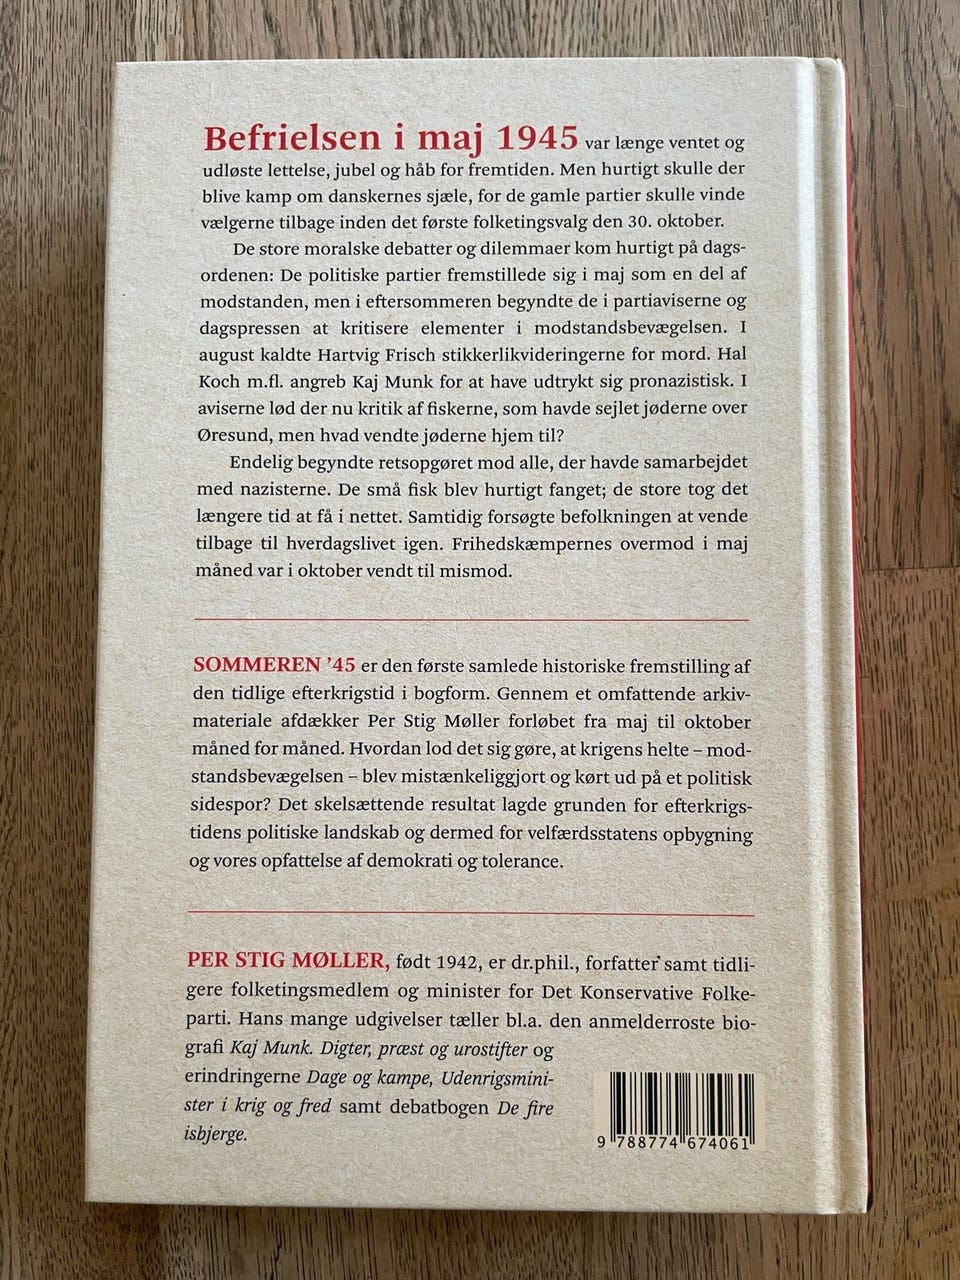 Befrielsen i maj 1945 var længe ventet og
udløste lettelse, jubel og håb for fremtiden. Men hurtigt skulle der
blive kamp om danskernes sjæle, for de gamle partier skulle vinde
vælgerne tilbage inden det første folketingsvalg den 30. oktober.
De store moralske debatter og dilemmaer kom hurtigt på dags-
ordenen: De politiske partier fremstillede sig i maj som en del af
modstanden, men i eftersommeren begyndte de i partiaviserne og
dagspressen at kritisere elementer i modstandsbevægelsen. I
august kaldte Hartvig Frisch stikkerlikvideringerne for mord. Hal
Koch m.fl. angreb Kaj Munk for at have udtrykt sig pronazistisk. I
aviserne lød der nu kritik af fiskerne, som havde sejlet jøderne over
Øresund, men hvad vendte jøderne hjem til?
Endelig begyndte retsopgøret mod alle, der havde samarbejdet
med nazisterne. De små fisk blev hurtigt fanget; de store tog det
længere tid at få i nettet. Samtidig forsøgte befolkningen at vende
tilbage til hverdagslivet igen. Frihedskæmpernes overmod i maj
måned var i oktober vendt til mismod.
SOMMEREN ’45 er den første samlede historiske fremstilling af
den tidlige efterkrigstid i bogform. Gennem et omfattende arkiv-
materiale afdækker Per Stig Møller forløbet fra maj til oktober
måned for måned. Hvordan lod det sig gøre, at krigens helte – mod-
standsbevægelsen – blev mistænkeliggjort og kørt ud på et politisk
sidespor? Det skelsættende resultat lagde grunden for efterkrigs-
tidens politiske landskab og dermed for velfærdsstatens opbygning
og vores opfattelse af demokrati og tolerance.
PER STIG MØLLER, født 1942, er dr.phil., forfatter samt tidli-
gere folketingsmedlem og minister for Det Konservative Folke-
parti. Hans mange udgivelser tæller bl.a. den anmelderroste bio-
grafi Kaj Munk. Digter, præst og urostifter og
erindringerne Dage og kampe, Udenrigsmini-
ster i krig og fred samt debatbogen De fire
isbjerge.
9 788774 674061